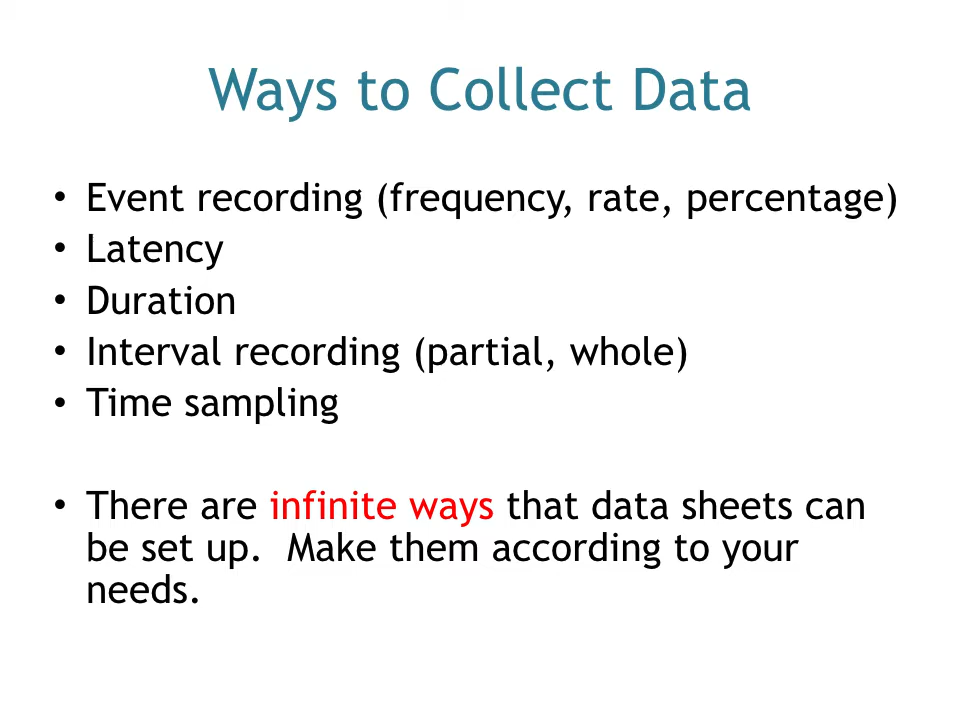 Ways to Collect Data
• Event recording (frequency, rate, percentage)
• Latency
• Duration
• Interval recording (partial, whole)
• Time sampling
• There are infinite ways that data sheets can
be set up.  Make them according to your
needs.